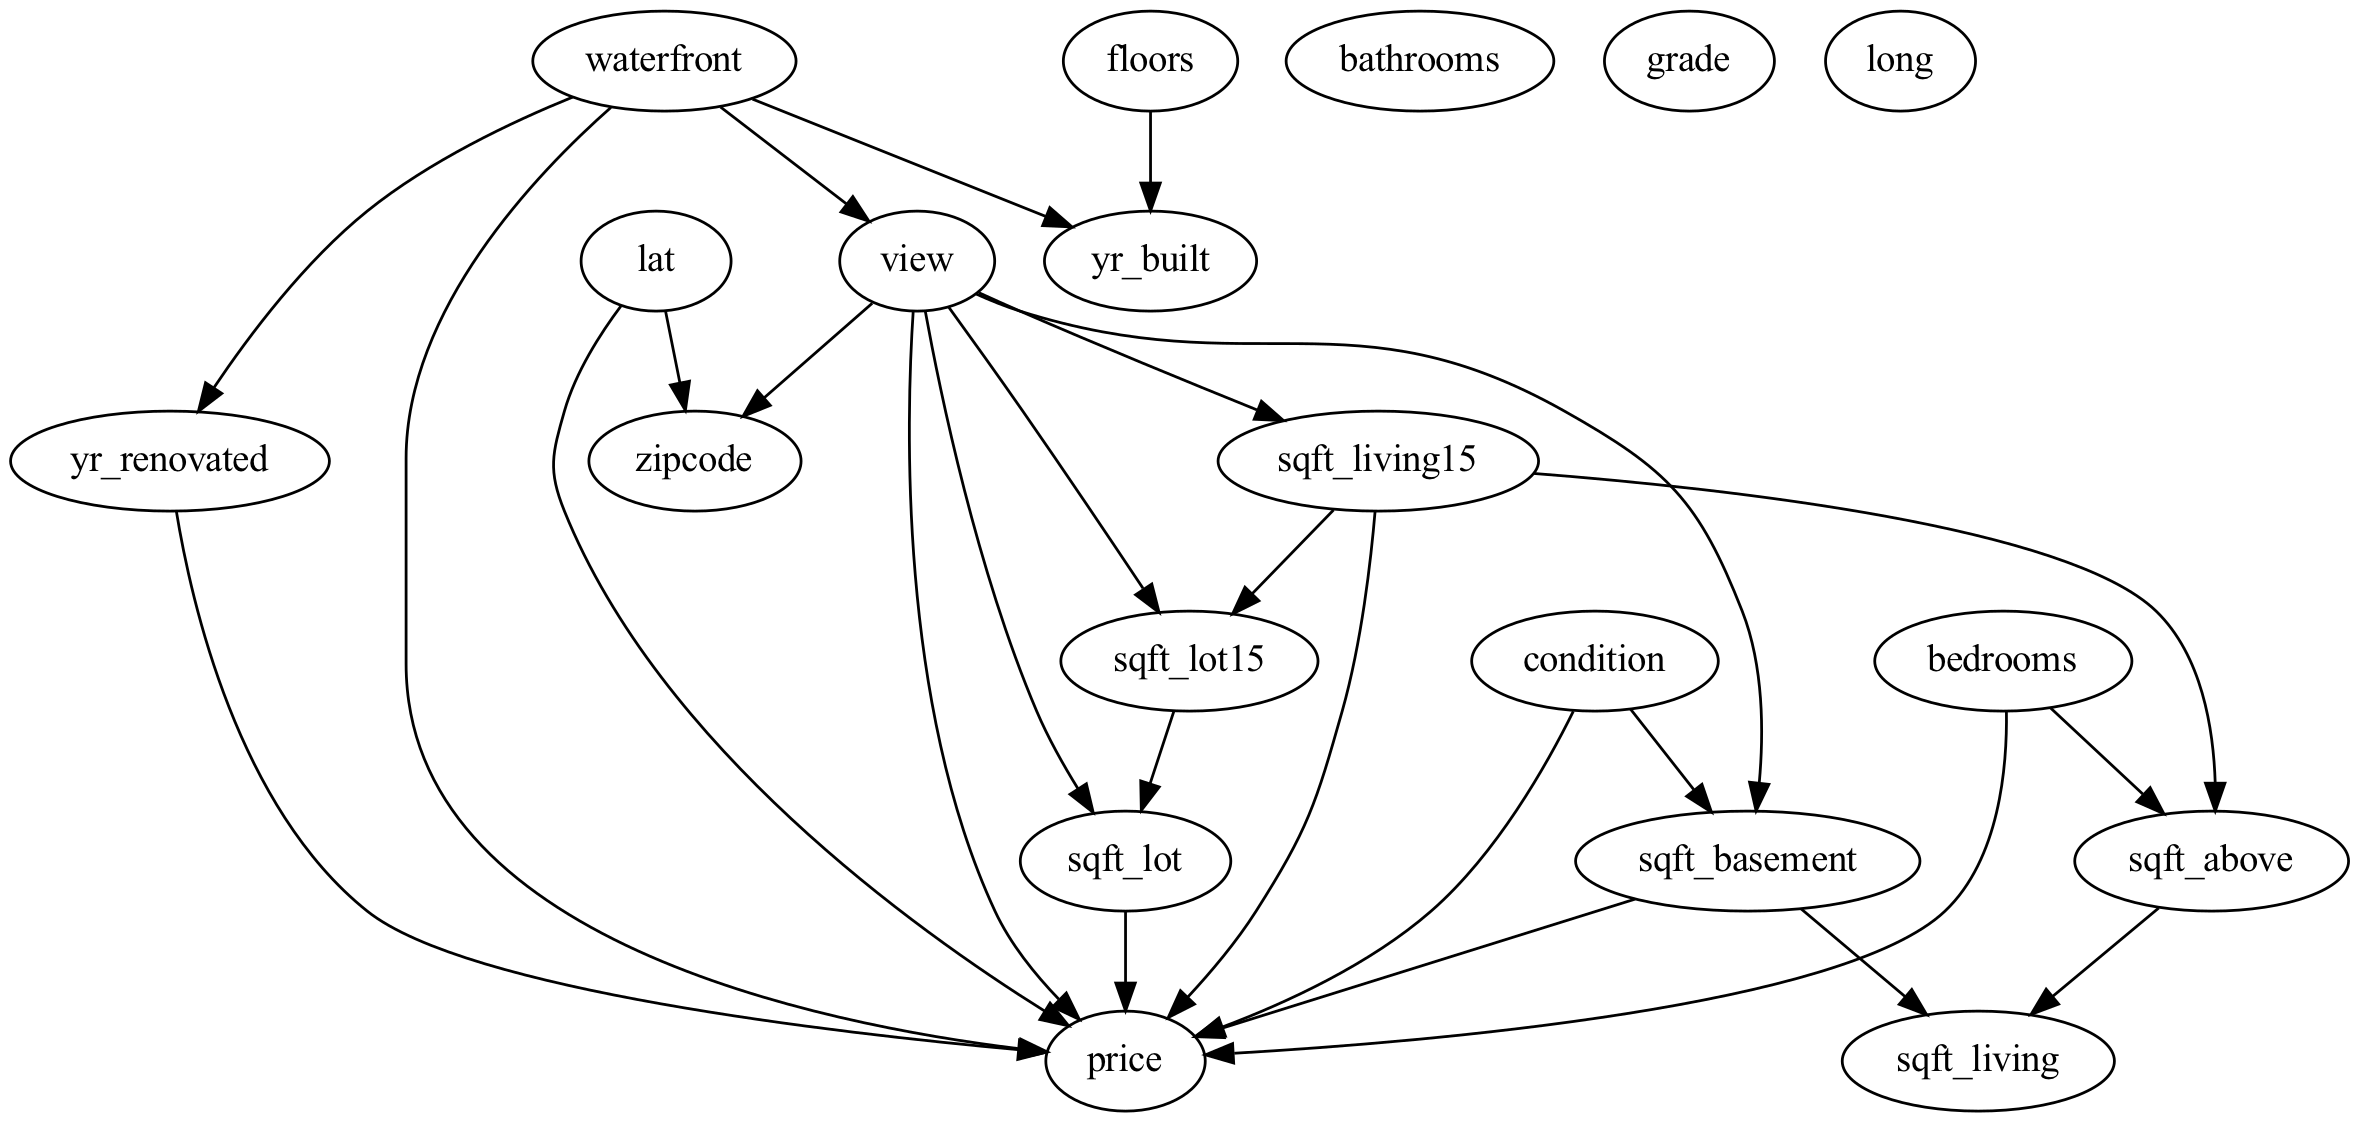 waterfront
floors
bathrooms
grade
long
lat
view
yr_built
yr_renovated
zipcode
sqft_living15
sqft_lot15
condition
bedrooms
sqft_lot
sqft_basement
sqft_above
price
sqft_living